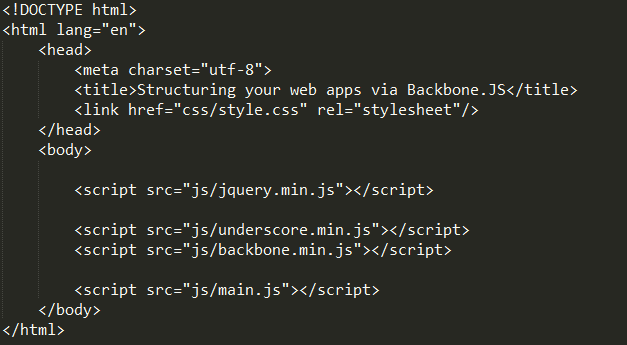 <!DOCTYPE html>
<html lang="en">
<head>
<meta charset="utf-8">
<title>Structuring your web apps via Backbone.JS</title>
<link href="css/style.css" rel="stylesheet"/>
</head>
<body>
<script src="js/jquery.min.js"></script>
<script src="js/underscore.min.js"></script>
<script src="js/backbone.min.js"></script>
<script src="js/main.js"></script>
</body>
</html>